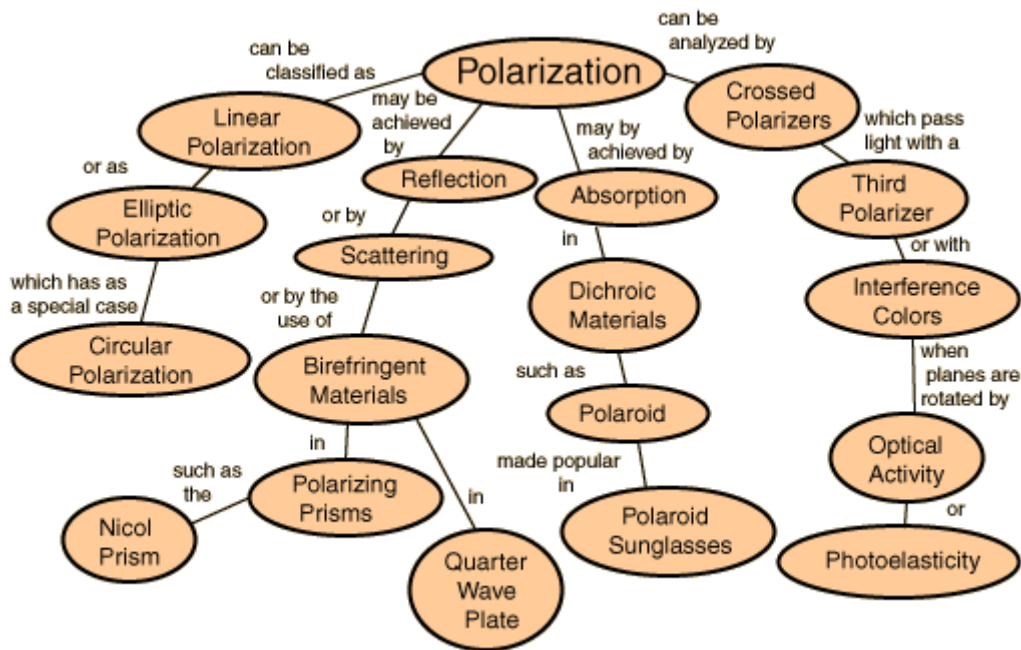 Polarization
can be
classified as
Linear
Polarization
or as
Elliptic
Polarization
which has as
a special case
Circular
Polarization
may be
achieved
by
Reflection
or by
Scattering
or by the
use of
Birefringent
Materials
in
Polarizing
Prisms
such as
the
Nicol
Prism
in
Quarter
Wave
Plate
may by
achieved by
Absorption
in
Dichroic
Materials
such as
Polaroid
made popular
in
Polaroid
Sunglasses
can be
analyzed by
Crossed
Polarizers
which pass
light with a
Third
Polarizer
or with
Interference
Colors
when
planes are
rotated by
Optical
Activity
or
Photoelasticity